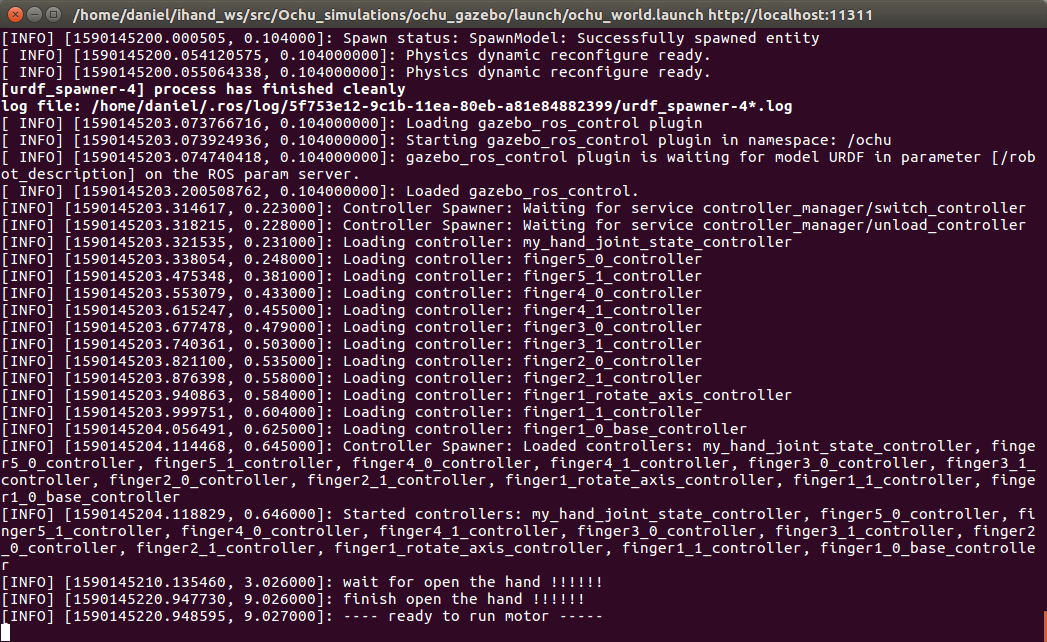 /home/daniel/ihand_ws/src/Ochu_simulations/ochu_gazebo/launch/ochu_world.launch http://localhost:11311
[INFO] [1590145200.000505, 0.104000]: Spawn status: SpawnModel: Successfully spawned entity
[ INFO] [1590145200.054120575, 0.104000000]: Physics dynamic reconfigure ready.
[ INFO] [1590145200.055064338, 0.104000000]: Physics dynamic reconfigure ready.
[urdf_spawner-4] process has finished cleanly
log file: /home/daniel/.ros/log/5f753e12-9c1b-11ea-80eb-a81e84882399/urdf_spawner-4*.log
[ INFO] [1590145203.073766716, 0.104000000]: Loading gazebo_ros_control plugin
[ INFO] [1590145203.073924936, 0.104000000]: Starting gazebo_ros_control plugin in namespace: /ochu
[ INFO] [1590145203.074740418, 0.104000000]: gazebo_ros_control plugin is waiting for model URDF in parameter [/rob
ot_description] on the ROS param server.
[ INFO] [1590145203.200508762, 0.104000000]: Loaded gazebo_ros_control.
[INFO] [1590145203.314617, 0.223000]: Controller Spawner: Waiting for service controller_manager/switch_controller
[INFO] [1590145203.318215, 0.228000]: Controller Spawner: Waiting for service controller_manager/unload_controller
[INFO] [1590145203.321535, 0.231000]: Loading controller: my_hand_joint_state_controller
[INFO] [1590145203.338054, 0.248000]: Loading controller: finger5_0_controller
[INFO] [1590145203.475348, 0.381000]: Loading controller: finger5_1_controller
[INFO] [1590145203.553079, 0.433000]: Loading controller: finger4_0_controller
[INFO] [1590145203.615247, 0.455000]: Loading controller: finger4_1_controller
[INFO] [1590145203.677478, 0.479000]: Loading controller: finger3_0_controller
[INFO] [1590145203.740361, 0.503000]: Loading controller: finger3_1_controller
[INFO] [1590145203.821100, 0.535000]: Loading controller: finger2_0_controller
[INFO] [1590145203.876398, 0.558000]: Loading controller: finger2_1_controller
[INFO] [1590145203.940863, 0.584000]: Loading controller: finger1_rotate_axis_controller
[INFO] [1590145203.999751, 0.604000]: Loading controller: finger1_1_controller
[INFO] [1590145204.056491, 0.625000]: Loading controller: finger1_0_base_controller
[INFO] [1590145204.114468, 0.645000]: Controller Spawner: Loaded controllers: my_hand_joint_state_controller, finge
r5_0_controller, finger5_1_controller, finger4_0_controller, finger4_1_controller, finger3_0_controller, finger3_1_
controller, finger2_0_controller, finger2_1_controller, finger1_rotate_axis_controller, finger1_1_controller, finge
r1_0_base_controller
[INFO] [1590145204.118829, 0.646000]: Started controllers: my_hand_joint_state_controller, finger5_0_controller, fi
nger5_1_controller, finger4_0_controller, finger4_1_controller, finger3_0_controller, finger3_1_controller, finger2
_0_controller, finger2_1_controller, finger1_rotate_axis_controller, finger1_1_controller, finger1_0_base_controlle
r
[INFO] [1590145210.135460, 3.026000]: wait for open the hand !!!!!!
[INFO] [1590145220.947730, 9.026000]: finish open the hand !!!!!!
[INFO] [1590145220.948595, 9.027000]: ---- ready to run motor -----